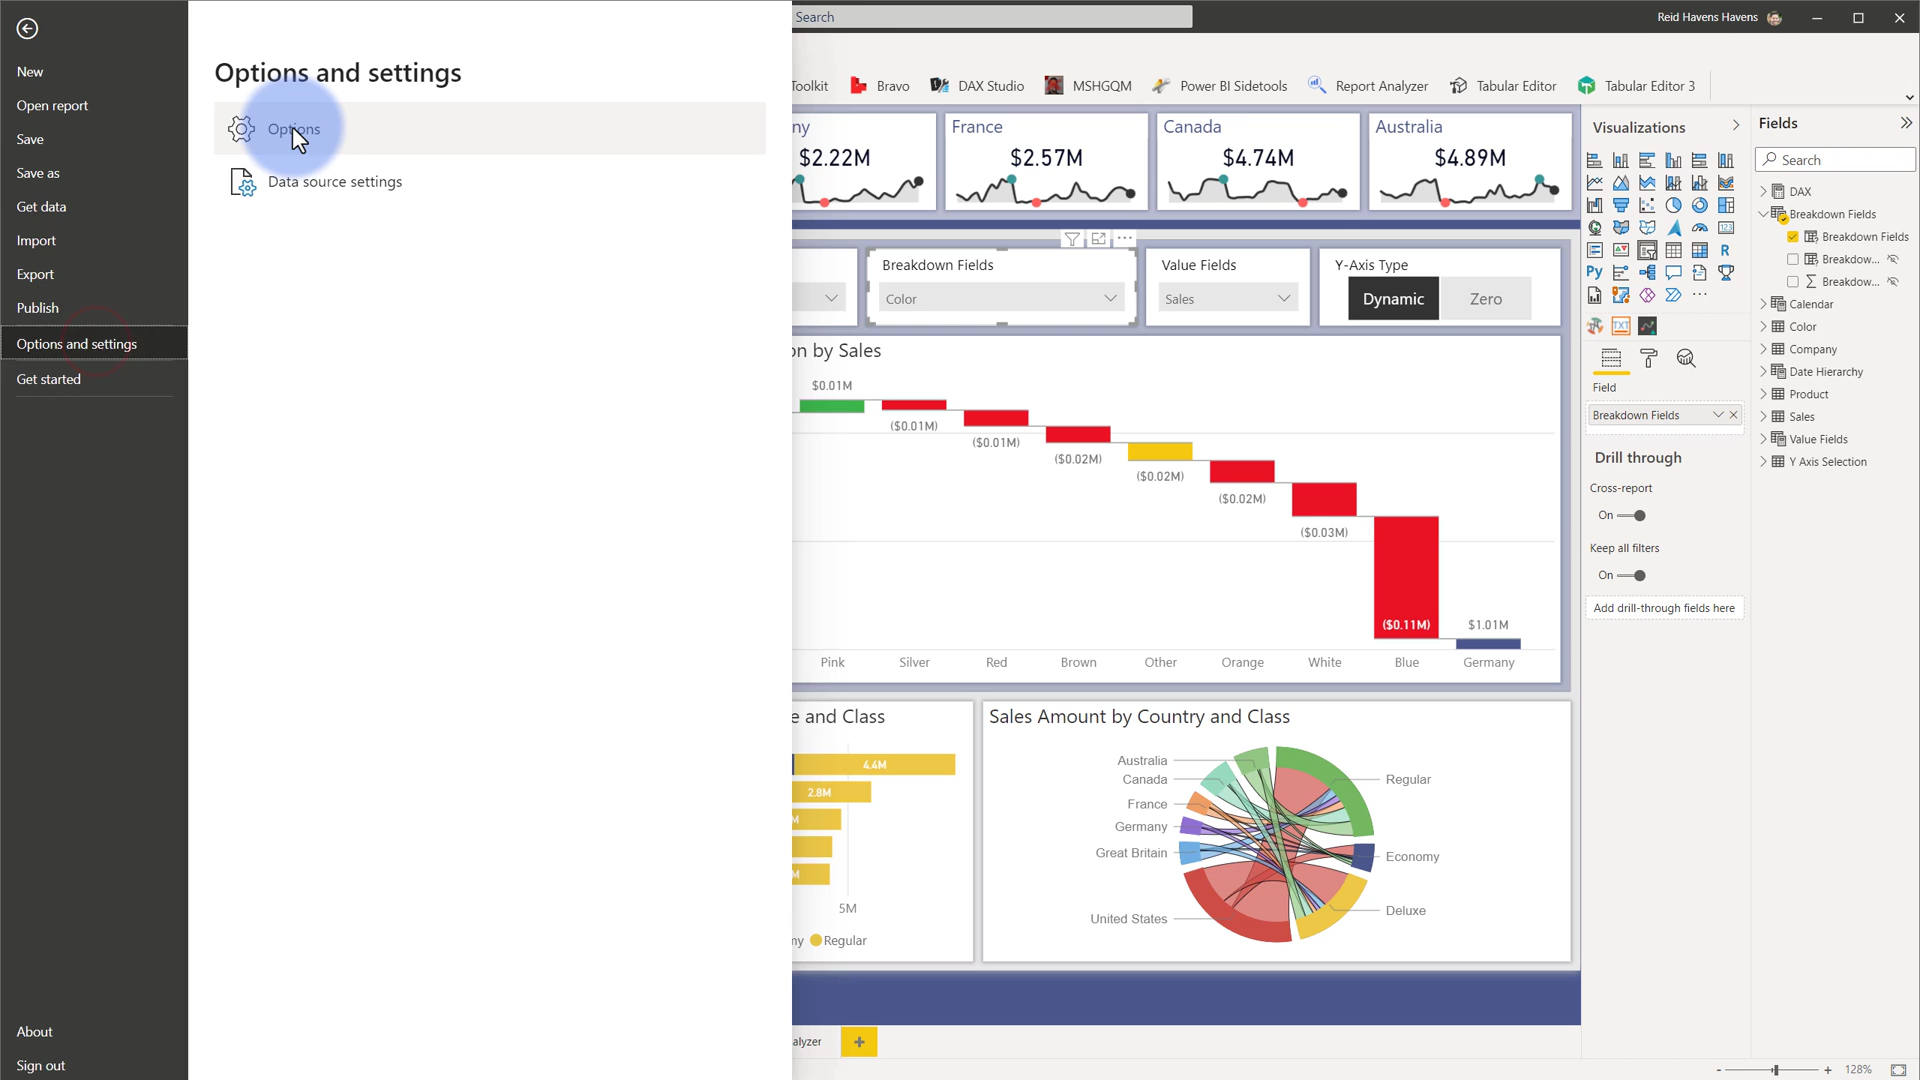 Search
Reid Havens Havens
New
Open report
Save
Save as
Get data
Import
Export
Publish
Options and settings
Get started
About
Sign out
Options and settings
Options
Data source settings
Toolkit
Bravo
DAX Studio
MSHGQM
Power BI Sidetools
Report Analyzer
Tabular Editor
Tabular Editor 3
ny
$2.22M
France
$2.57M
Canada
$4.74M
Australia
$4.89M
Breakdown Fields
Color
Value Fields
Sales
Y-Axis Type
Dynamic
Zero
on by Sales
$0.01M
($0.01M)
($0.01M)
($0.02M)
($0.02M)
($0.02M)
($0.03M)
($0.11M)
$1.01M
Pink
Silver
Red
Brown
Other
Orange
White
Blue
Germany
e and Class
4.4M
2.8M
M
M
5M
my
Regular
Sales Amount by Country and Class
Australia
Canada
France
Germany
Great Britain
United States
Regular
Economy
Deluxe
alyzer
+
Visualizations
123
R
Py
...
TXT
Field
Breakdown Fields
Drill through
Cross-report
On
Keep all filters
On
Add drill-through fields here
Fields
Search
DAX
Breakdown Fields
Breakdown Fields
Breakdow...
Breakdow...
Calendar
Color
Company
Date Hierarchy
Product
Sales
Value Fields
Y Axis Selection
- + 128%